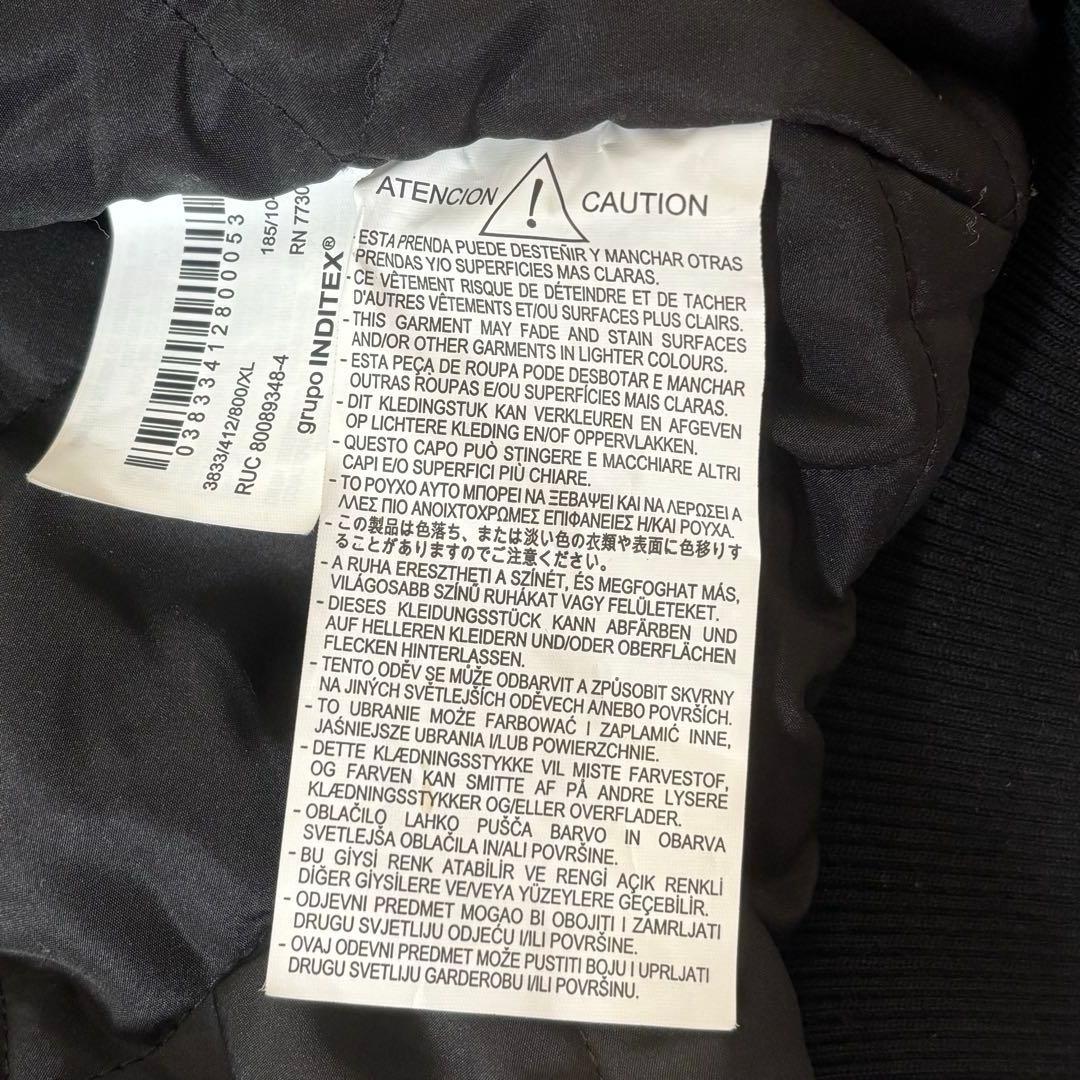 ATENCION ! CAUTION
-ESTA PRENDA PUEDE DESTEÑIR Y MANCHAR OTRAS
PRENDAS Y/O SUPERFICIES MAS CLARAS.
-CE VÊTEMENT RISQUE DE DÉTEINDRE ET DE TACHER
D'AUTRES VÊTEMENTS ET/OU SURFACES PLUS CLAIRS.
-THIS GARMENT MAY FADE AND STAIN SURFACES
AND/OR OTHER GARMENTS IN LIGHTER COLOURS.
- ESTA PEÇA DE ROUPA PODE DESBOTAR E MANCHAR
OUTRAS ROUPAS E/OU SUPERFÍCIES MAIS CLARAS.
- DIT KLEDINGSTUK KAN VERKLEUREN EN AFGEVEN
OP LICHTERE KLEDING EN/OF OPPERVLAKKEN.
- QUESTO CAPO PUÒ STINGERE E MACCHIARE ALTRI
CAPI E/O SUPERFICI PIÙ CHIARE.
- ΤΟ ΡΟΥΧΟ ΑΥΤΟ ΜΠΟΡΕΙ ΝΑ ΞΕΒΑΨΕΙ ΚΑΙ ΝΑ ΛΕΡΩΣΕΙ Α
ΛΛΕΣ ΠΙΟ ΑΝΟΙΧΤΟΧΡΩΜΕΣ ΕΠΙΦΑΝΕΙΕΣ Η/ΚΑΙ ΡΟΥΧΑ.
- この製品は色落ち、または淡い色の衣類や表面に色移りす
ることがありますのでご注意ください。
- A RUHA ERESZTHETI A SZÍNÉT, ÉS MEGFOGHAT MÁS,
VILÁGOSABB SZÍNŰ RUHÁKAT VAGY FELÜLETEKET.
- DIESES KLEIDUNGSSTÜCK KANN ABFÄRBEN UND
AUF HELLEREN KLEIDERN UND/ODER OBERFLÄCHEN
FLECKEN HINTERLASSEN.
- TENTO ODĚV SE MŮŽE ODBARVIT A ZPŮSOBIT SKVRNY
NA JINÝCH SVĚTLEJŠÍCH ODĚVECH A/NEBO POVRŠÍCH.
- TO UBRANIE MOŻE FARBOWAĆ I ZAPLAMIĆ INNE,
JAŚNIEJSZE UBRANIA I/LUB POWIERZCHNIE.
- DETTE KLÆDNINGSSTYKKE VIL MISTE FARVESTOF,
OG FARVEN KAN SMITTE AF PÅ ANDRE LYSERE
KLÆDNINGSSTYKKER OG/ELLER OVERFLADER.
- OBLAČILO LAHKO PUŠČA BARVO IN OBARVA
SVETLEJŠA OBLAČILA IN/ALI POVRŠINE.
- BU GİYSİ RENK ATABİLİR VE RENGİ AÇIK RENKLİ
DİĞER GİYSİLERE VE/VEYA YÜZEYLERE GEÇEBİLİR.
- ODJEVNI PREDMET MOGAO BI OBOJITI I ZAMRLJATI
DRUGU SVJETLIJU ODJEĆU I/ILI POVRŠINE.
- OVAJ ODEVNI PREDMET MOŽE PUSTITI BOJU I UPRLJATI
DRUGU SVETLIJU GARDEROBU I/ILI POVRŠINU.
03833412800053
3833/412/800/XL
185/10
RUC 80089348-4
RN 7730
grupo INDITEX®